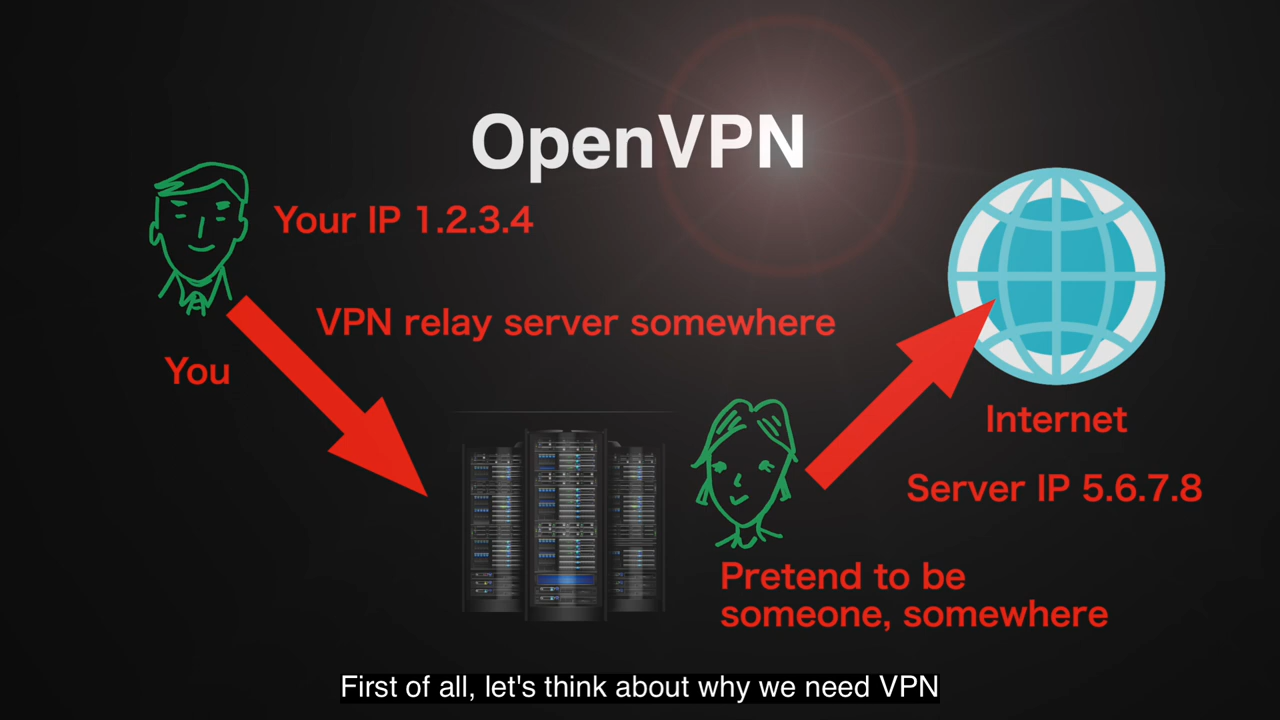 OpenVPN
Your IP 1.2.3.4
VPN relay server somewhere
You
Internet
Server IP 5.6.7.8
Pretend to be
someone, somewhere
First of all, let's think about why we need VPN